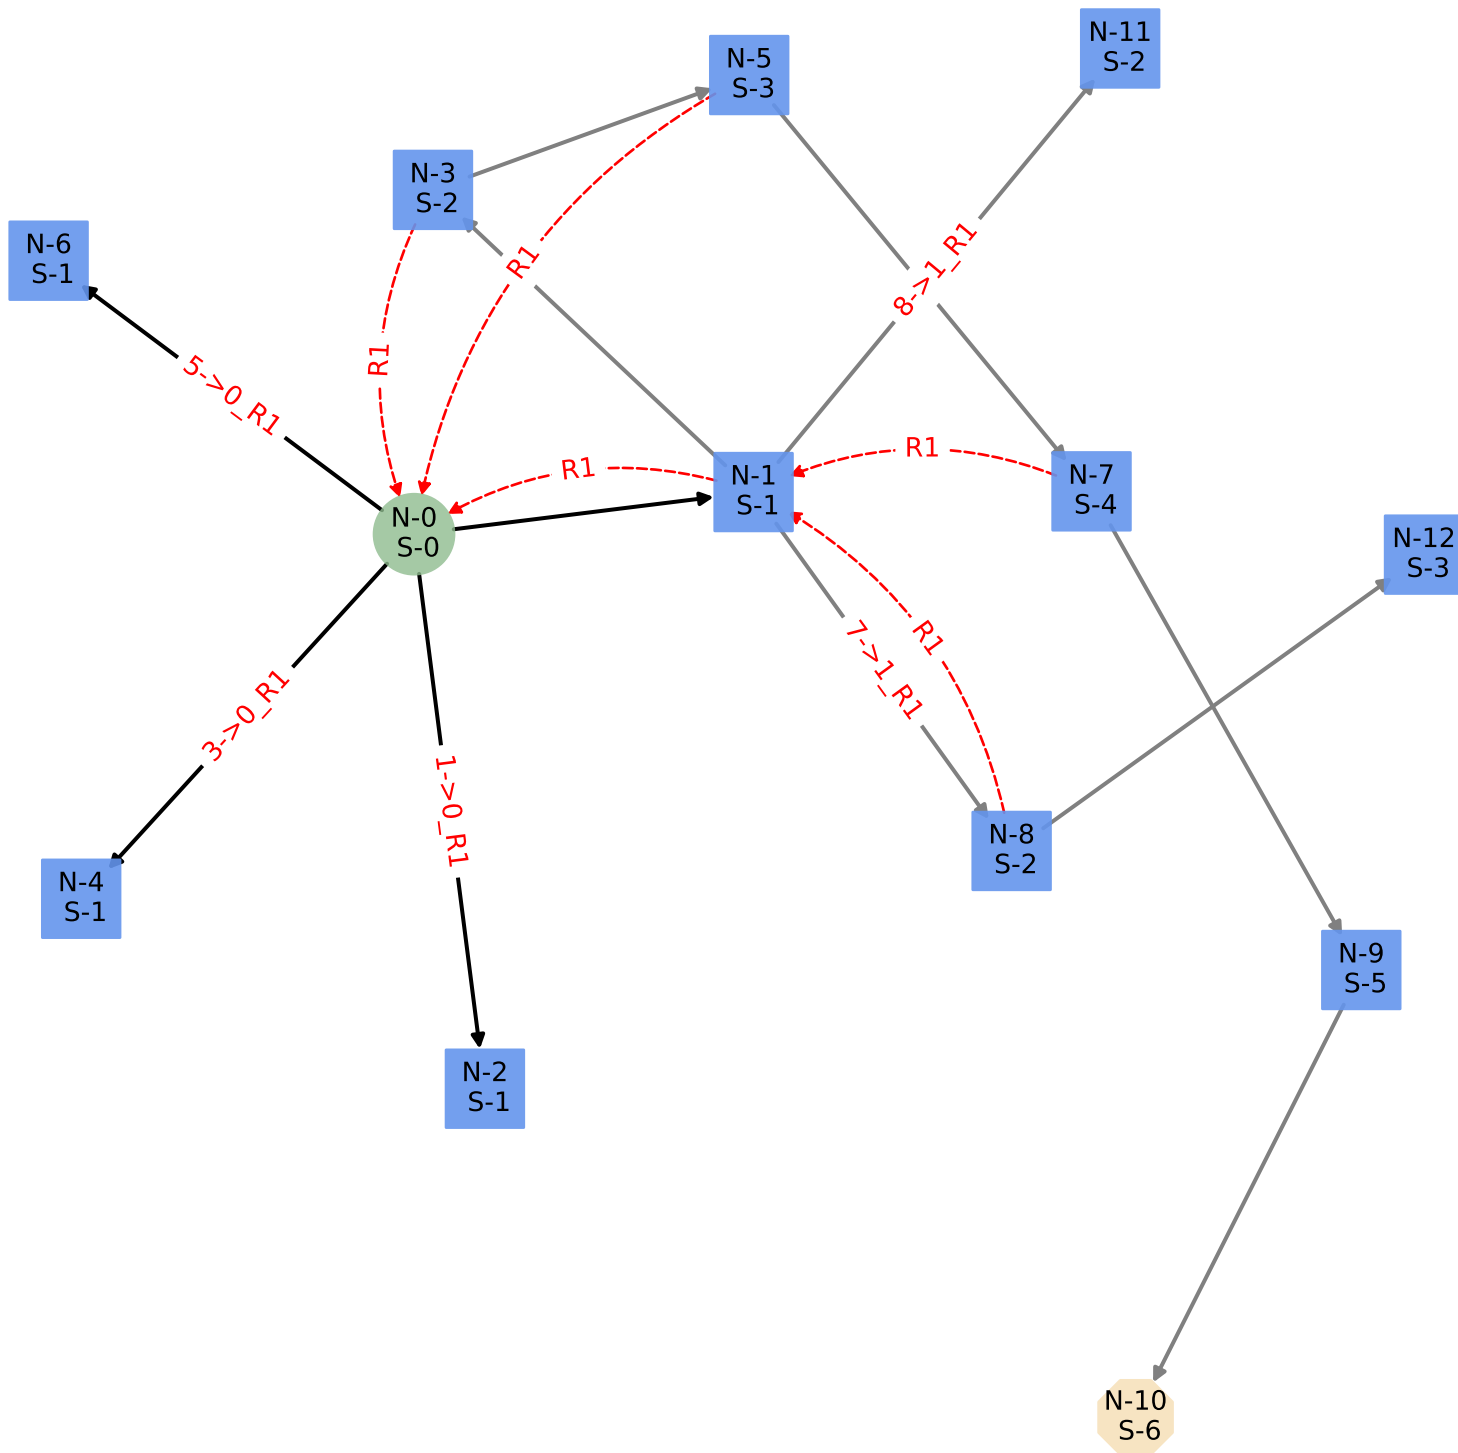 N-11
S-2
N-5
S-3
N-3
S-2
N-6
S-1
R1
8->1_R1
R1
5->0_R1
R1
R1
N-1
S-1
N-7
S-4
N-0
S-0
N-12
S-3
R1
7->1_R1
3->0_R1
1->0_R1
N-8
S-2
N-4
S-1
N-9
S-5
N-2
S-1
N-10
S-6